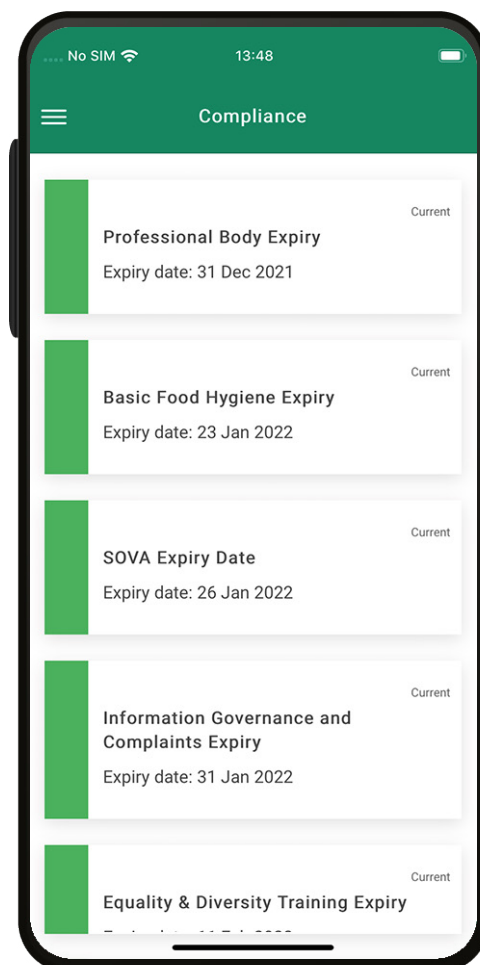 No SIM
13:48
Compliance
Current
Professional Body Expiry
Expiry date: 31 Dec 2021
Current
Basic Food Hygiene Expiry
Expiry date: 23 Jan 2022
Current
SOVA Expiry Date
Expiry date: 26 Jan 2022
Current
Information Governance and
Complaints Expiry
Expiry date: 31 Jan 2022
Current
Equality & Diversity Training Expiry